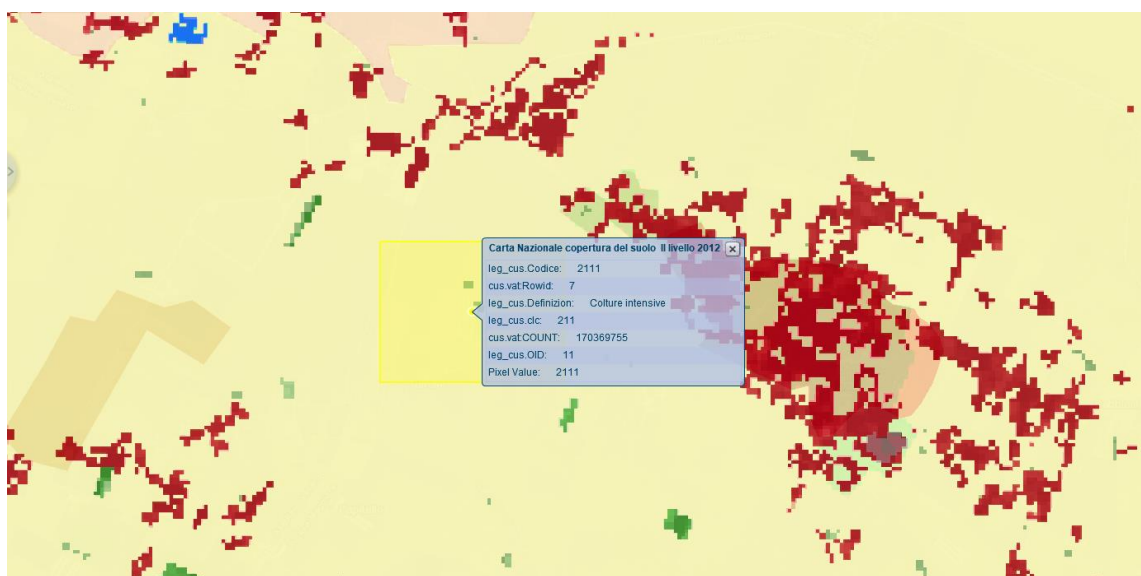 Carta Nazionale copertura del suolo II livello 2012
leg_cus.Codice: 2111
cus.vat:Rowid: 7
leg_cus.Definizion: Colture intensive
leg_cus.clc: 211
cus.vat:COUNT: 170369755
leg_cus.OID: 11
Pixel Value: 2111